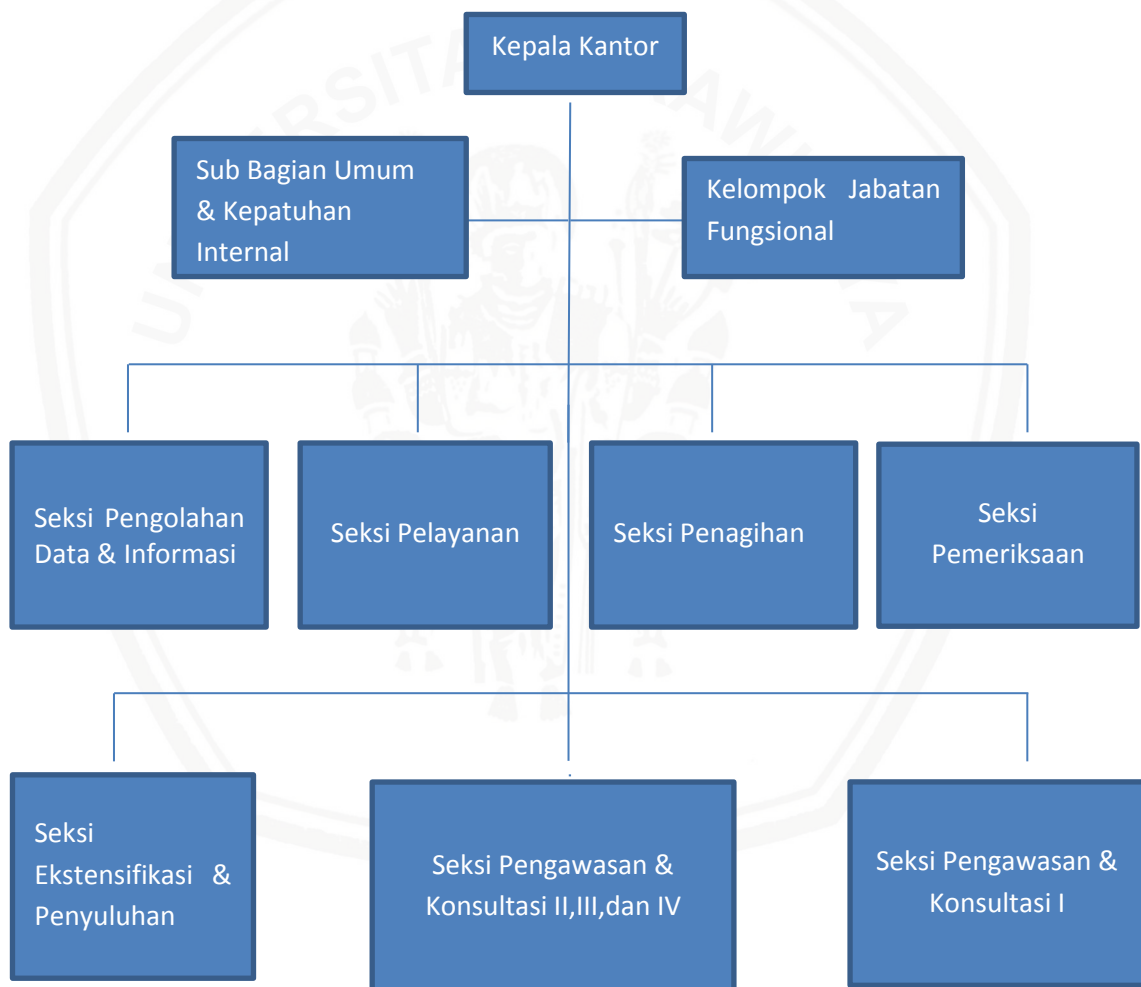 Kepala Kantor
Sub Bagian Umum
& Kepatuhan
Internal
Kelompok Jabatan
Fungsional
Seksi Pengolahan
Data & Informasi
Seksi Pelayanan
Seksi Penagihan
Seksi
Pemeriksaan
Seksi
Ekstensifikasi &
Penyuluhan
Seksi Pengawasan &
Konsultasi II,III,dan IV
Seksi Pengawasan &
Konsultasi I